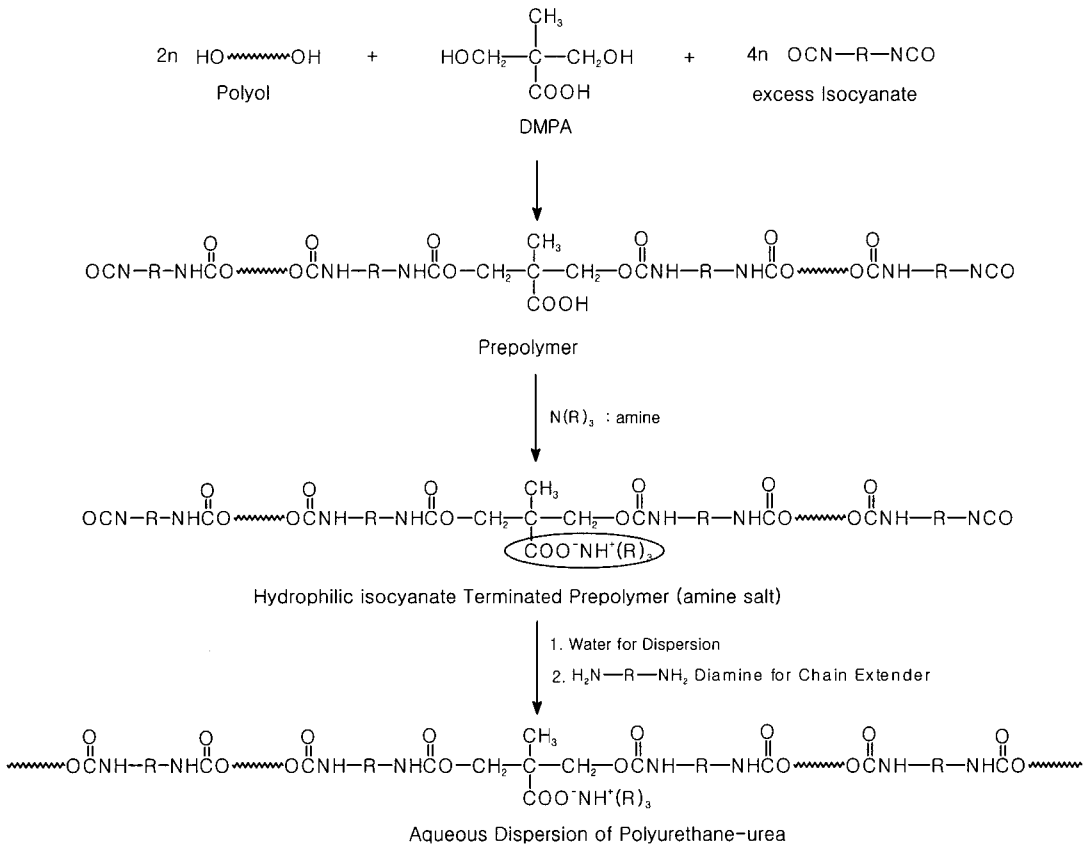 CH₃
2n HO OH + HOCH₂—C—CH₂OH + 4n OCN—R—NCO
Polyol COOH excess Isocyanate
DMPA
O O O CH₃ O O O
OCN—R—NHCO OCNH—R—NHCO—CH₂—C—CH₂—OCNH—R—NHCO OCNH—R—NCO
COOH
Prepolymer
N(R)₃ : amine
O O O CH₃ O O O
OCN—R—NHCO OCNH—R—NHCO—CH₂—C—CH₂—OCNH—R—NHCO OCNH—R—NCO
COO⁻NH⁺(R)₃
Hydrophilic isocyanate Terminated Prepolymer (amine salt)
1. Water for Dispersion
2. H₂N—R—NH₂ Diamine for Chain Extender
O O O O CH₃ O O O O
OCNH—R—NHCO OCNH—R—NHCO—CH₂—C—CH₂—OCNH—R—NHCO OCNH—R—NHCO
COO⁻NH⁺(R)₃
Aqueous Dispersion of Polyurethane-urea